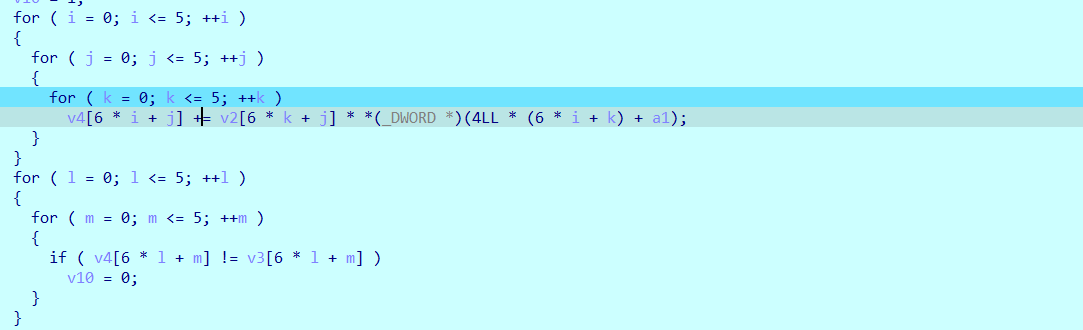 v10 = 1;
for ( i = 0; i <= 5; ++i )
{
for ( j = 0; j <= 5; ++j )
{
for ( k = 0; k <= 5; ++k )
v4[6 * i + j] += v2[6 * k + j] * *(_DWORD *)(4LL * (6 * i + k) + a1);
}
}
for ( l = 0; l <= 5; ++l )
{
for ( m = 0; m <= 5; ++m )
{
if ( v4[6 * l + m] != v3[6 * l + m] )
v10 = 0;
}
}